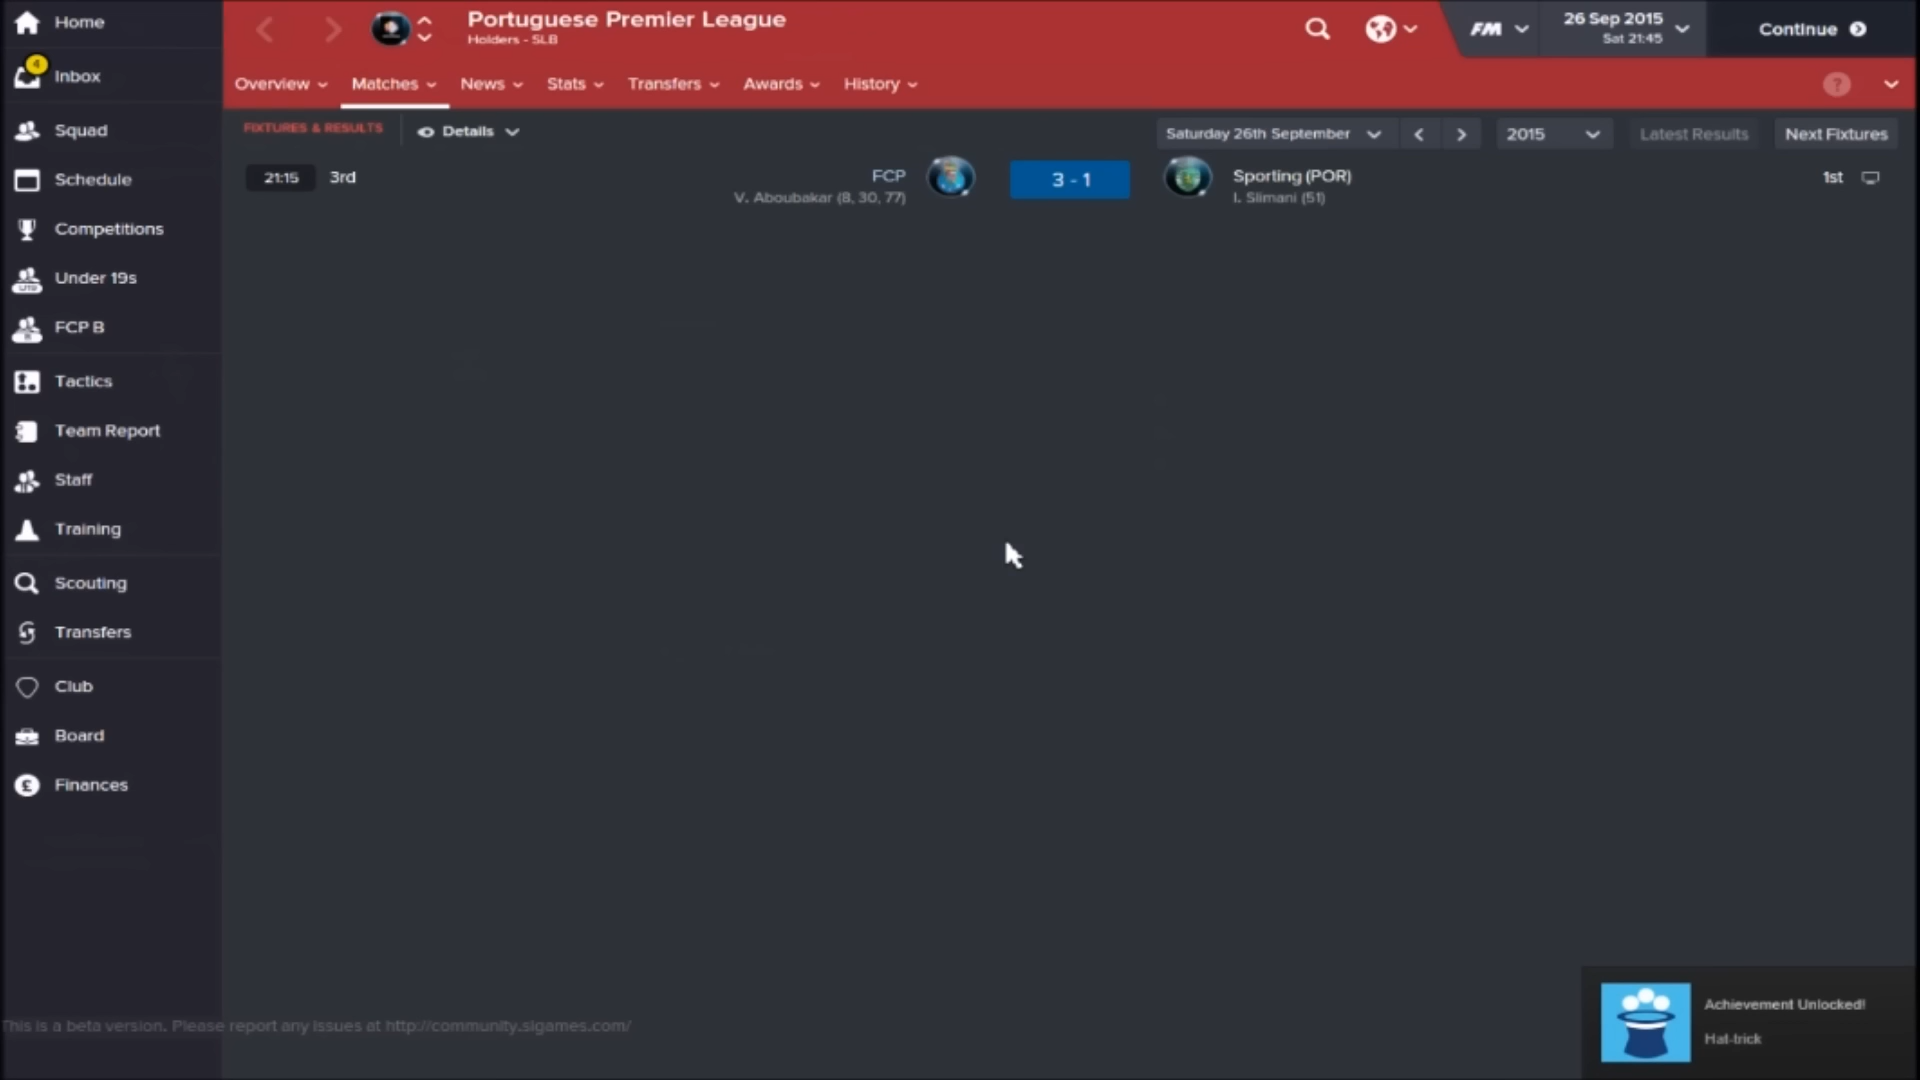 Home
Portuguese Premier League
Holders - SLB
FM
26 Sep 2015
Sat 21:45
Continue
4
Inbox
Overview
Matches
News
Stats
Transfers
Awards
History
?
FIXTURES & RESULTS
Details
Saturday 26th September
2015
Latest Results
Next Fixtures
21:15
3rd
FCP
V. Aboubakar (8, 30, 77)
3 - 1
Sporting (POR)
I. Slimani (51)
1st
Squad
Schedule
Competitions
Under 19s
FCP B
Tactics
Team Report
Staff
Training
Scouting
Transfers
Club
Board
Finances
This is a beta version. Please report any issues at http://community.sigames.com/
Achievement Unlocked!
Hat-trick